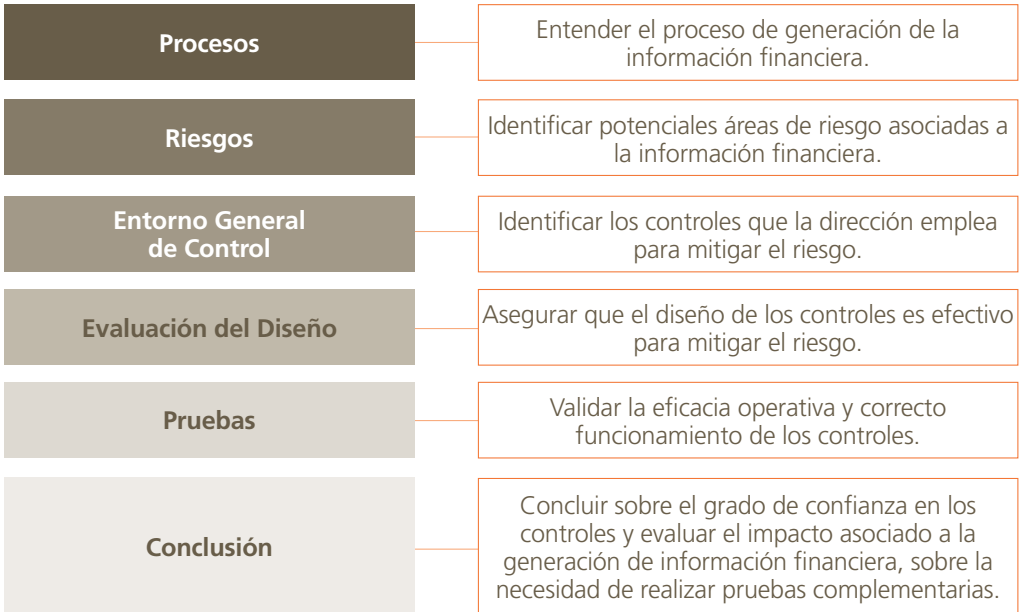 Procesos
Entender el proceso de generación de la
información financiera.
Riesgos
Identificar potenciales áreas de riesgo asociadas a
la información financiera.
Entorno General
de Control
Identificar los controles que la dirección emplea
para mitigar el riesgo.
Evaluación del Diseño
Asegurar que el diseño de los controles es efectivo
para mitigar el riesgo.
Pruebas
Validar la eficacia operativa y correcto
funcionamiento de los controles.
Conclusión
Concluir sobre el grado de confianza en los
controles y evaluar el impacto asociado a la
generación de información financiera, sobre la
necesidad de realizar pruebas complementarias.